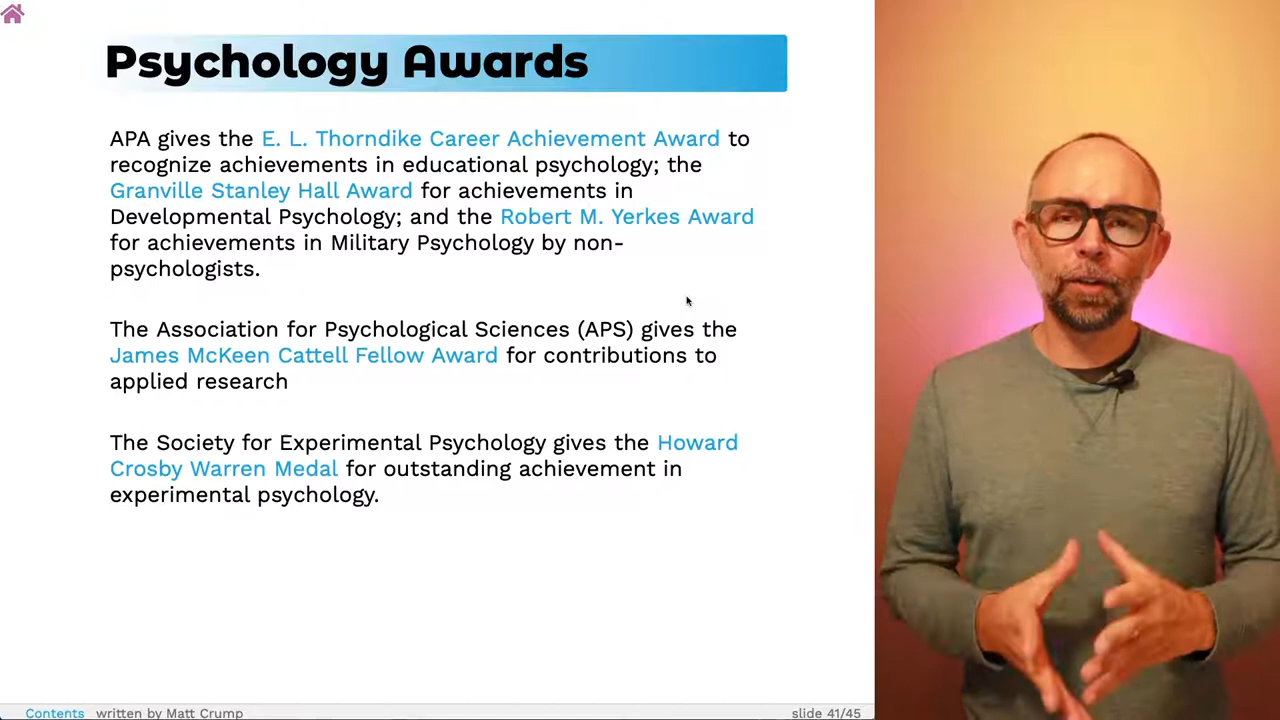 Psychology Awards
APA gives the E. L. Thorndike Career Achievement Award to
recognize achievements in educational psychology; the
Granville Stanley Hall Award for achievements in
Developmental Psychology; and the Robert M. Yerkes Award
for achievements in Military Psychology by non-
psychologists.
The Association for Psychological Sciences (APS) gives the
James McKeen Cattell Fellow Award for contributions to
applied research
The Society for Experimental Psychology gives the Howard
Crosby Warren Medal for outstanding achievement in
experimental psychology.
Contents written by Matt Crump slide 41/45